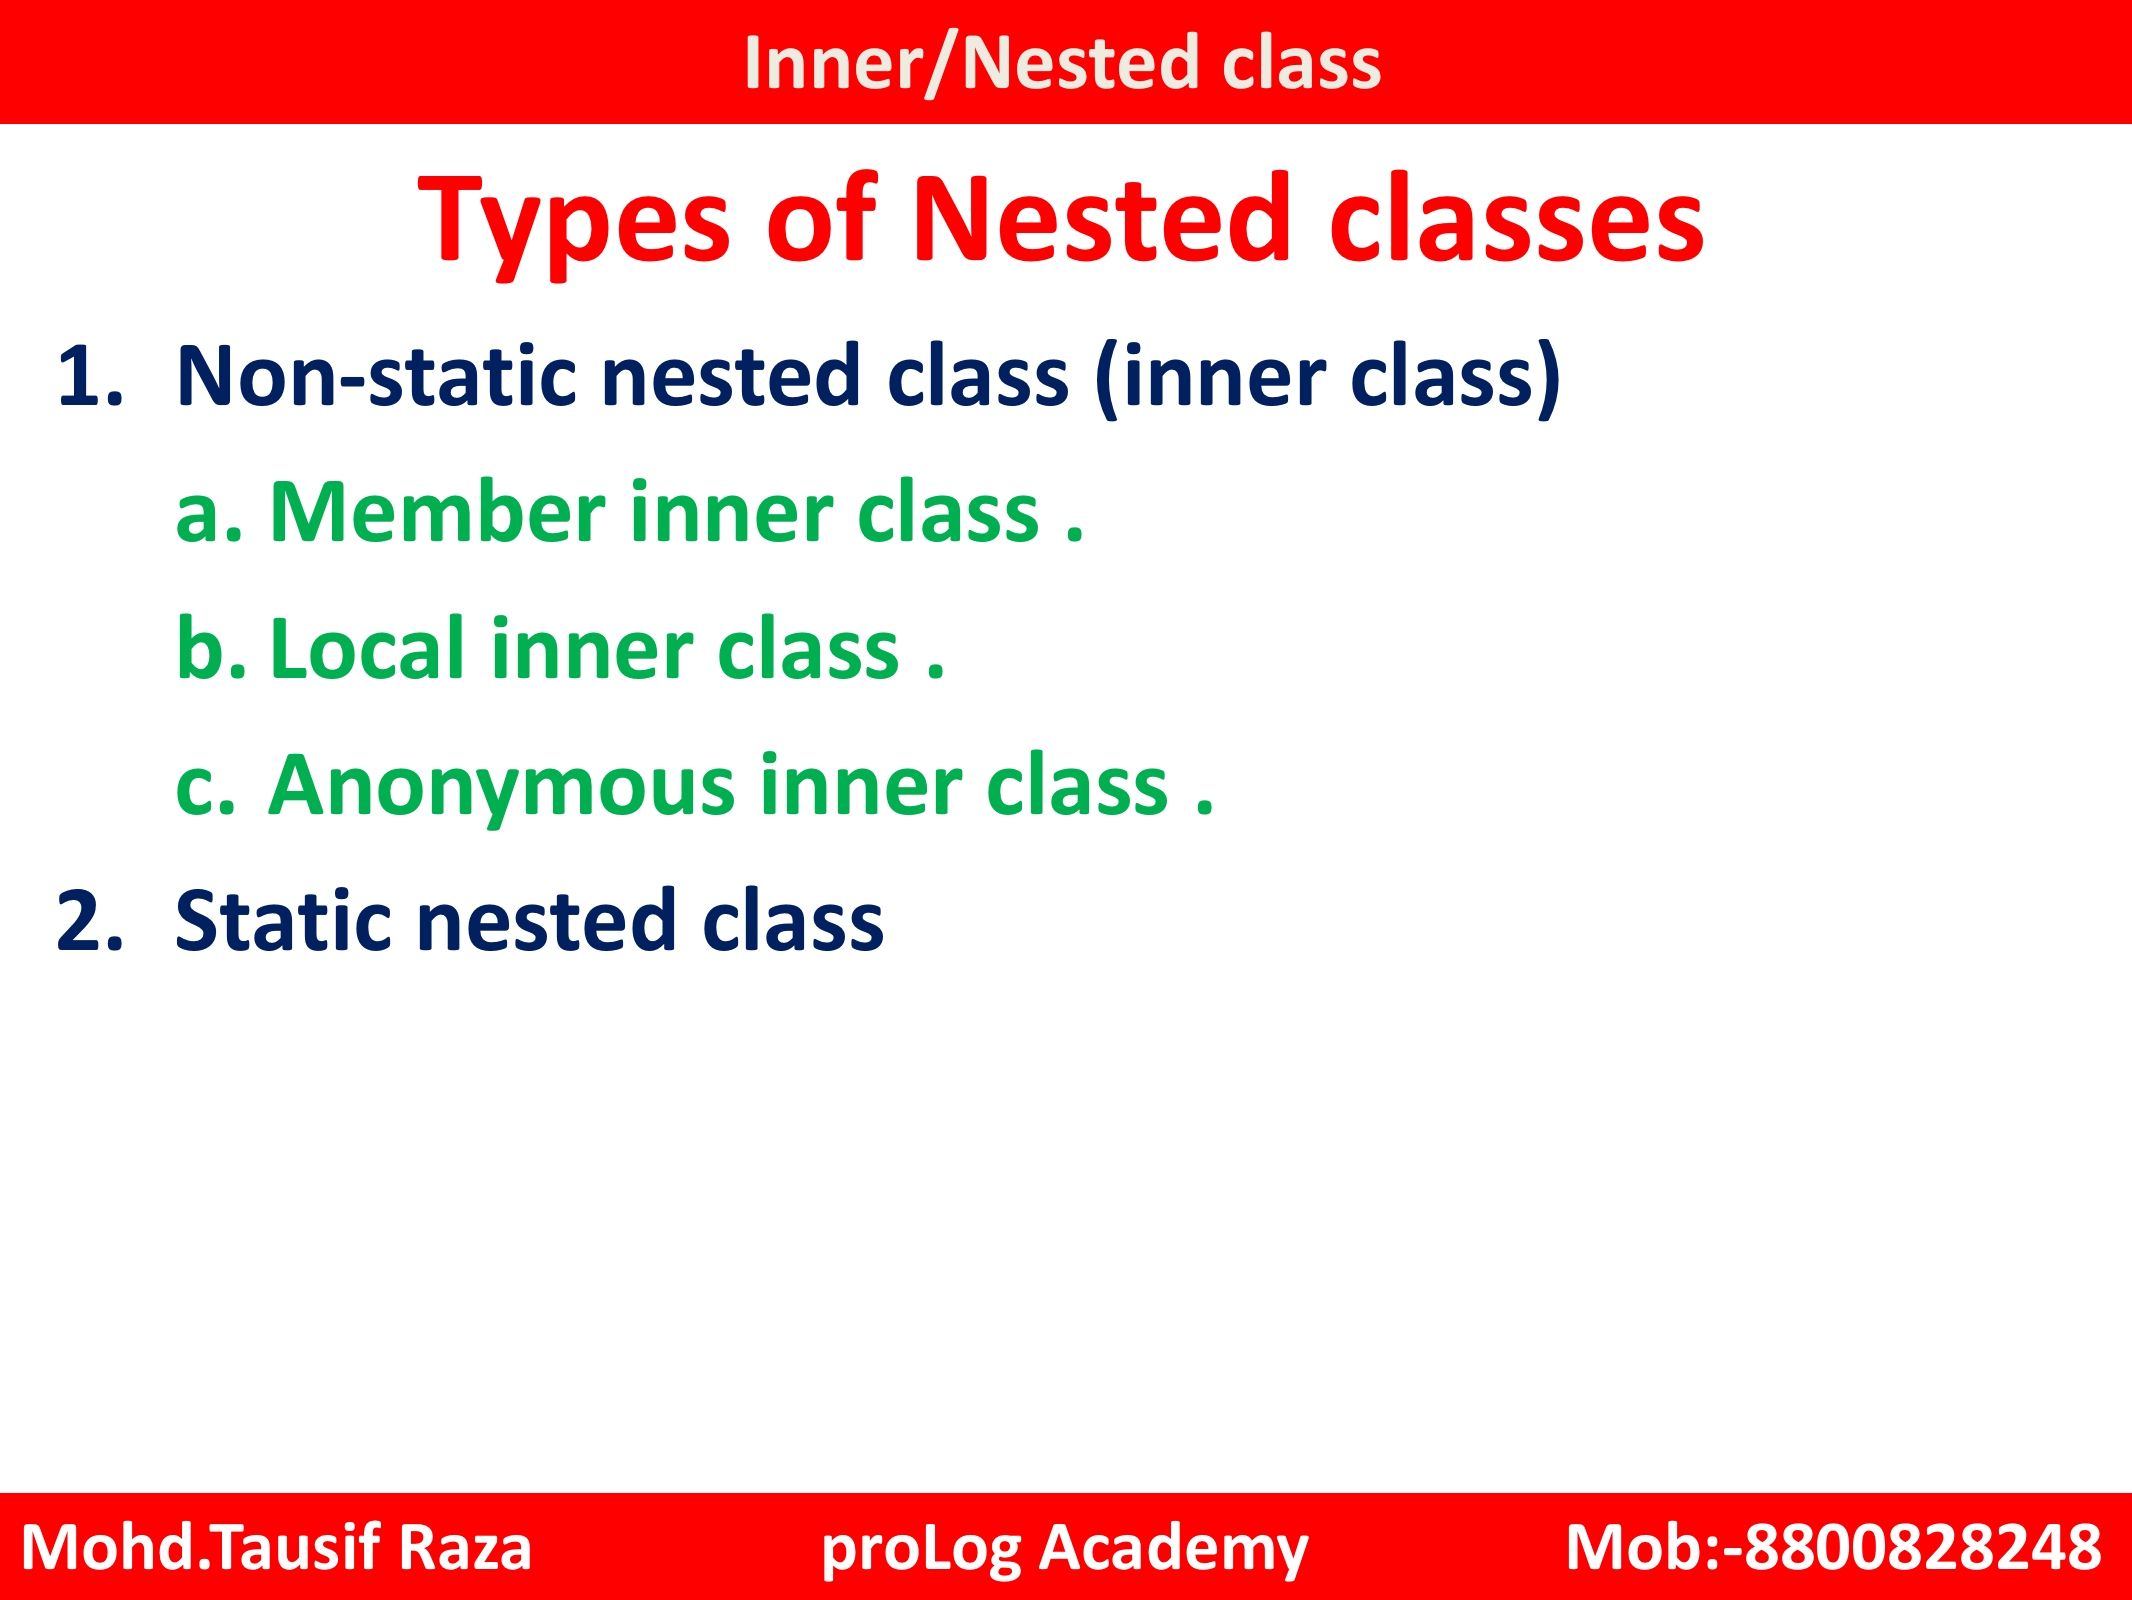 Inner/Nested class
Types of Nested classes
1. Non-static nested class (inner class)
a. Member inner class .
b. Local inner class .
c. Anonymous inner class .
2. Static nested class
Mohd.Tausif Raza proLog Academy Mob:-8800828248